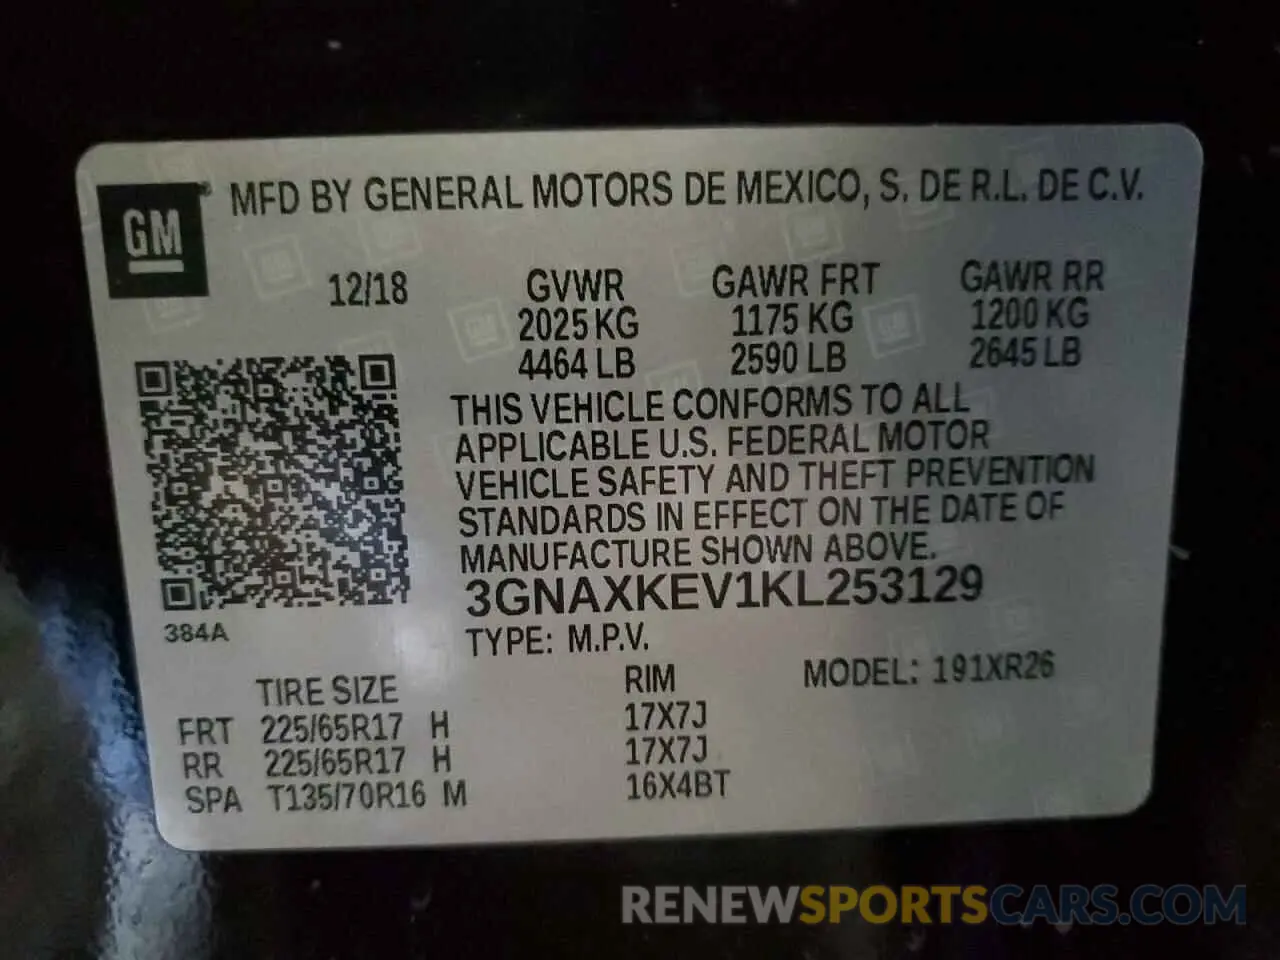 GM® MFD BY GENERAL MOTORS DE MEXICO, S. DE R.L. DE C.V.
12/18 GVWR GAWR FRT GAWR RR
2025 KG 1175 KG 1200 KG
4464 LB 2590 LB 2645 LB
THIS VEHICLE CONFORMS TO ALL
APPLICABLE U.S. FEDERAL MOTOR
VEHICLE SAFETY AND THEFT PREVENTION
STANDARDS IN EFFECT ON THE DATE OF
MANUFACTURE SHOWN ABOVE.
3GNAXKEV1KL253129
384A
TYPE: M.P.V.
TIRE SIZE RIM MODEL: 191XR26
FRT 225/65R17 H 17X7J
RR 225/65R17 H 17X7J
SPA T135/70R16 M 16X4BT
RENEWSPORTSCARS.COM